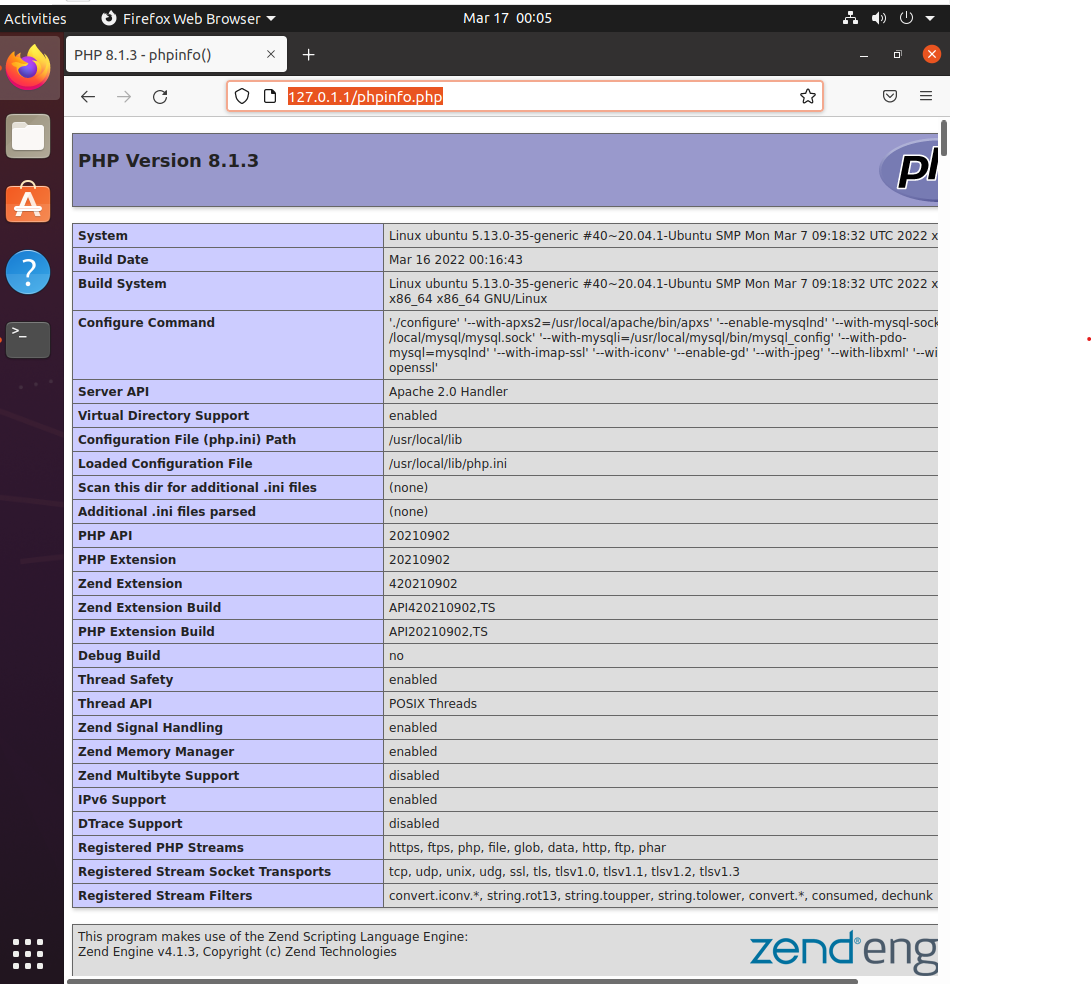 Activities Firefox Web Browser Mar 17 00:05
PHP 8.1.3 - phpinfo()
127.0.1.1/phpinfo.php
PHP Version 8.1.3
System Linux ubuntu 5.13.0-35-generic #40~20.04.1-Ubuntu SMP Mon Mar 7 09:18:32 UTC 2022 x
Build Date Mar 16 2022 00:16:43
Build System Linux ubuntu 5.13.0-35-generic #40~20.04.1-Ubuntu SMP Mon Mar 7 09:18:32 UTC 2022 x
x86_64 x86_64 GNU/Linux
Configure Command './configure' '--with-apxs2=/usr/local/apache/bin/apxs' '--enable-mysqlnd' '--with-mysql-sock
/local/mysql/mysql.sock' '--with-mysqli=/usr/local/mysql/bin/mysql_config' '--with-pdo-
mysql=mysqlnd' '--with-imap-ssl' '--with-iconv' '--enable-gd' '--with-jpeg' '--with-libxml' '--wi
openssl'
Server API Apache 2.0 Handler
Virtual Directory Support enabled
Configuration File (php.ini) Path /usr/local/lib
Loaded Configuration File /usr/local/lib/php.ini
Scan this dir for additional .ini files (none)
Additional .ini files parsed (none)
PHP API 20210902
PHP Extension 20210902
Zend Extension 420210902
Zend Extension Build API420210902,TS
PHP Extension Build API20210902,TS
Debug Build no
Thread Safety enabled
Thread API POSIX Threads
Zend Signal Handling enabled
Zend Memory Manager enabled
Zend Multibyte Support disabled
IPv6 Support enabled
DTrace Support disabled
Registered PHP Streams https, ftps, php, file, glob, data, http, ftp, phar
Registered Stream Socket Transports tcp, udp, unix, udg, ssl, tls, tlsv1.0, tlsv1.1, tlsv1.2, tlsv1.3
Registered Stream Filters convert.iconv.*, string.rot13, string.toupper, string.tolower, convert.*, consumed, dechunk
This program makes use of the Zend Scripting Language Engine:
Zend Engine v4.1.3, Copyright (c) Zend Technologies
zend®eng